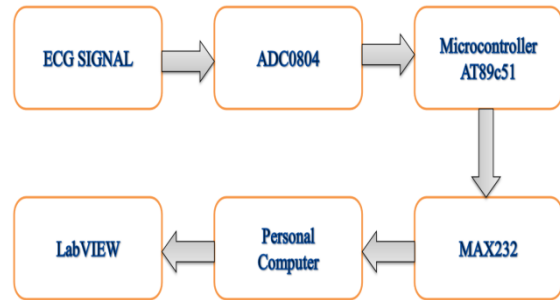 ECG SIGNAL
ADC0804
Microcontroller
AT89c51
LabVIEW
Personal
Computer
MAX232